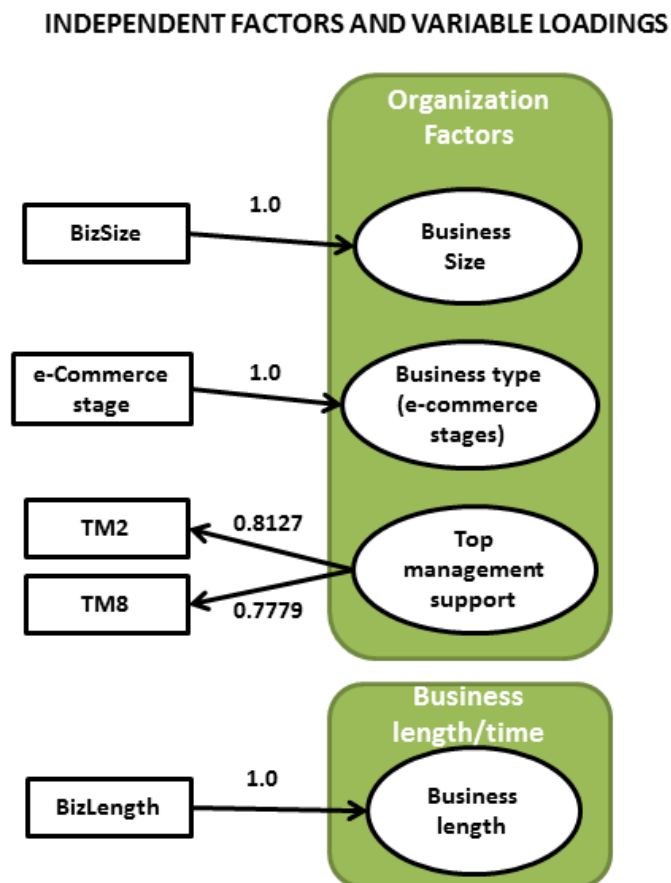 INDEPENDENT FACTORS AND VARIABLE LOADINGS
Organization
Factors
BizSize
1.0
Business
Size
e-Commerce
stage
1.0
Business type
(e-commerce
stages)
TM2
0.8127
TM8
0.7779
Top
management
support
Business
length/time
BizLength
1.0
Business
length